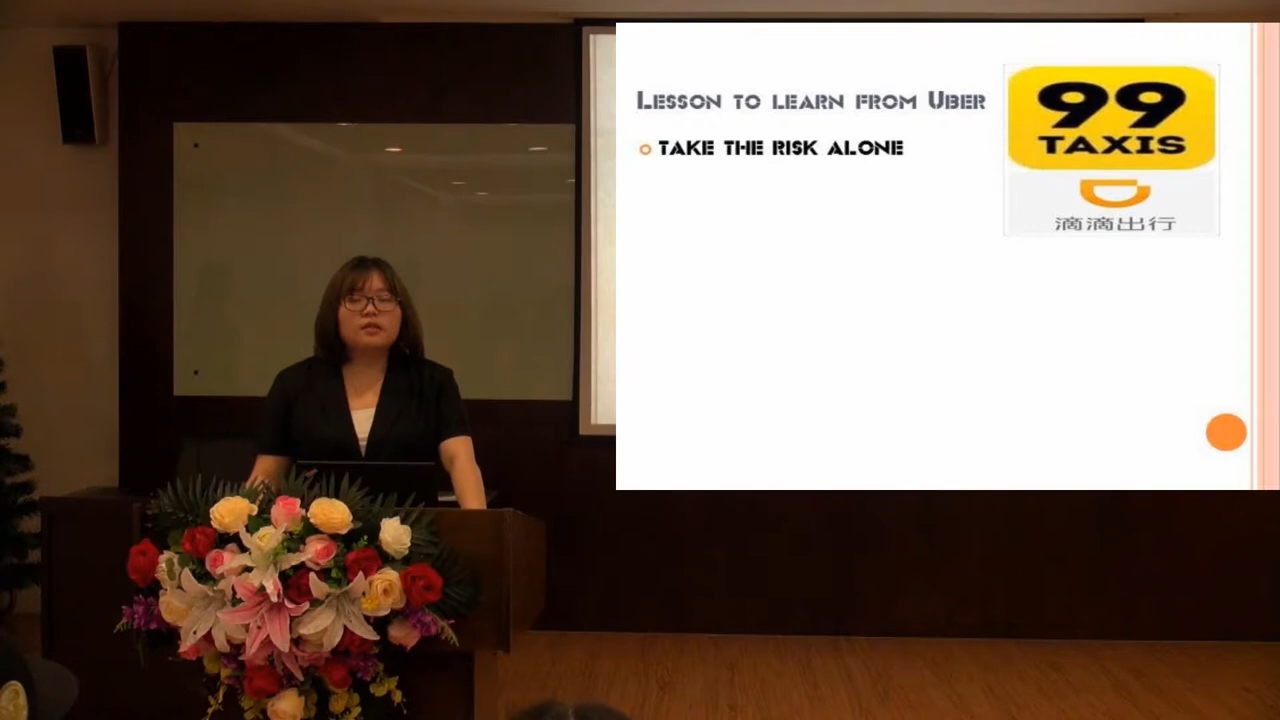 Lesson to learn from Uber
TAKE THE RISK ALONE
99
TAXIS
滴滴出行